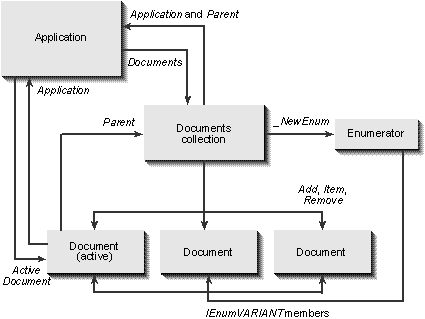 Application and Parent
Application
Documents
Application
Parent
Documents
collection
_NewEnum
Enumerator
Add, Item,
Remove
Document
(active)
Document
Document
Active
Document
IEnumVARIANT members